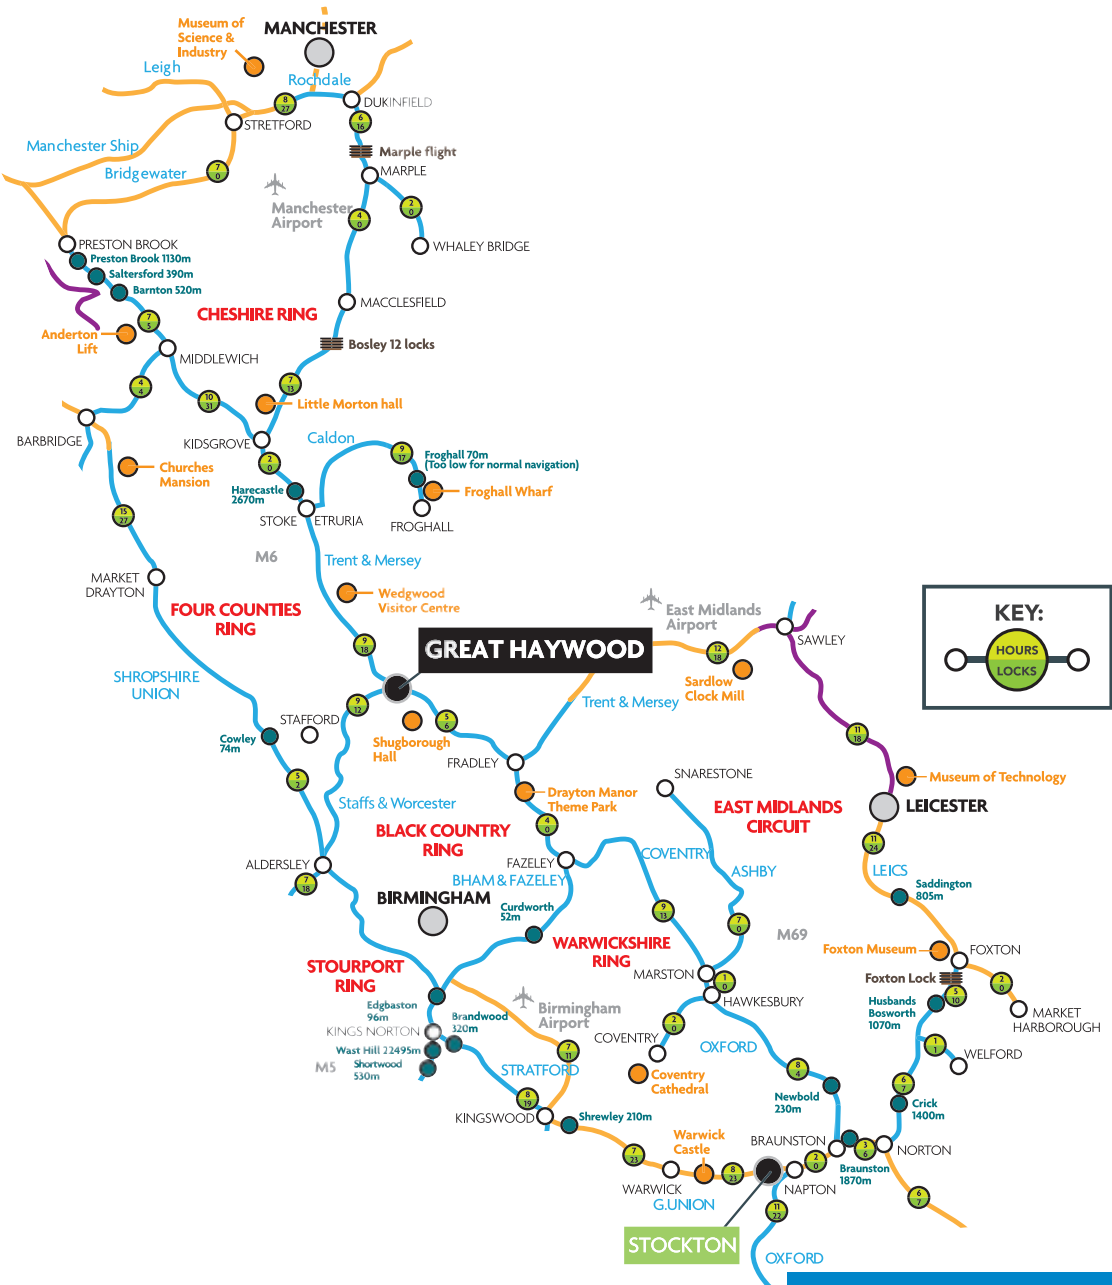 Museum of
Science &
Industry
MANCHESTER
Leigh
Rochdale
8
27
DUKINFIELD
STRETFORD
6
16
Manchester Ship
Marple flight
Bridgewater
7
0
MARPLE
Manchester
Airport
4
0
2
0
PRESTON BROOK
WHALEY BRIDGE
Preston Brook 1130m
Saltersford 390m
Barnton 520m
MACCLESFIELD
CHESHIRE RING
7
5
Anderton
Lift
Bosley 12 locks
MIDDLEWICH
4
4
7
13
10
31
Little Morton hall
BARBRIDGE
KIDSGROVE
Caldon
9
17
Froghall 70m
(Too low for normal navigation)
2
0
Churches
Mansion
Harecastle
2670m
Froghall Wharf
15
27
STOKE
ETRURIA
FROGHALL
M6
Trent & Mersey
MARKET
DRAYTON
Wedgwood
Visitor Centre
FOUR COUNTIES
RING
East Midlands
Airport
KEY:
HOURS
LOCKS
SAWLEY
9
18
GREAT HAYWOOD
12
18
SHROPSHIRE
UNION
Sardlow
Clock Mill
Trent & Mersey
9
12
STAFFORD
5
6
Cowley
74m
Shugborough
Hall
11
18
FRADLEY
SNARESTONE
5
2
Museum of Technology
Drayton Manor
Theme Park
Staffs & Worcester
EAST MIDLANDS
CIRCUIT
LEICESTER
BLACK COUNTRY
RING
4
0
11
24
ALDERSLEY
FAZELEY
COVENTRY
ASHBY
LEICS
7
18
BHAM & FAZELEY
Saddington
805m
BIRMINGHAM
Curdworth
52m
9
13
7
0
M69
WARWICKSHIRE
RING
Foxton Museum
FOXTON
STOURPORT
RING
MARSTON
Foxton Lock
1
0
2
0
5
10
Edgbaston
96m
Birmingham
Airport
HAWKESBURY
Husbands
Bosworth
1070m
MARKET
HARBOROUGH
Brandwood
320m
KINGS NORTON
2
0
COVENTRY
OXFORD
1
1
WELFORD
Wast Hill 22495m
7
11
M5
Shortwood
530m
STRATFORD
8
4
Coventry
Cathedral
6
7
Newbold
230m
8
19
Crick
1400m
KINGSWOOD
Shrewley 210m
Warwick
Castle
BRAUNSTON
3
6
NORTON
7
23
2
0
Braunston
1870m
WARWICK
8
23
NAPTON
6
7
G.UNION
11
22
STOCKTON
OXFORD